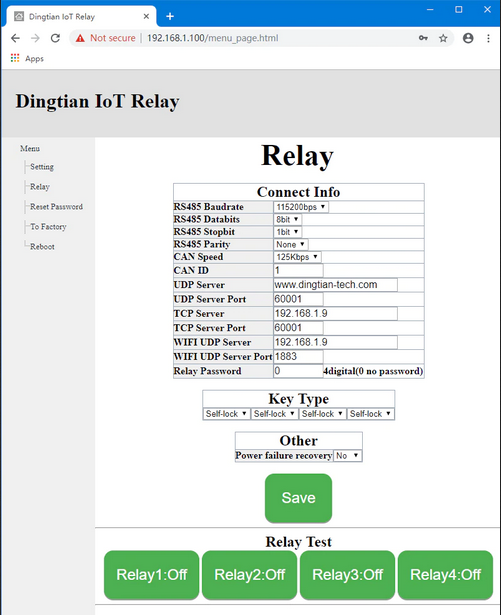 Dingtian IoT Relay
Not secure | 192.168.1.100/menu_page.html
Apps
Dingtian IoT Relay
Menu
Setting
Relay
Reset Password
To Factory
Reboot
Relay
Connect Info
RS485 Baudrate 115200bps
RS485 Databits 8bit
RS485 Stopbit 1bit
RS485 Parity None
CAN Speed 125Kbps
CAN ID 1
UDP Server www.dingtian-tech.com
UDP Server Port 60001
TCP Server 192.168.1.9
TCP Server Port 60001
WIFI UDP Server 192.168.1.9
WIFI UDP Server Port 1883
Relay Password 0 4digital(0 no password)
Key Type
Self-lock Self-lock Self-lock Self-lock
Other
Power failure recovery No
Save
Relay Test
Relay1:Off Relay2:Off Relay3:Off Relay4:Off